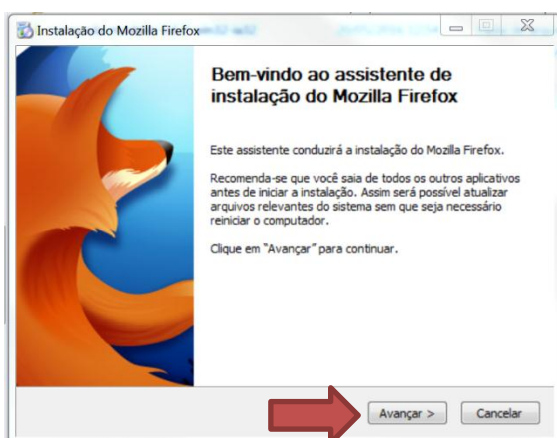 Instalação do Mozilla Firefox
Bem-vindo ao assistente de
instalação do Mozilla Firefox
Este assistente conduzirá a instalação do Mozilla Firefox.
Recomenda-se que você saia de todos os outros aplicativos
antes de iniciar a instalação. Assim será possível atualizar
arquivos relevantes do sistema sem que seja necessário
reiniciar o computador.
Clique em "Avançar" para continuar.
Avançar >
Cancelar